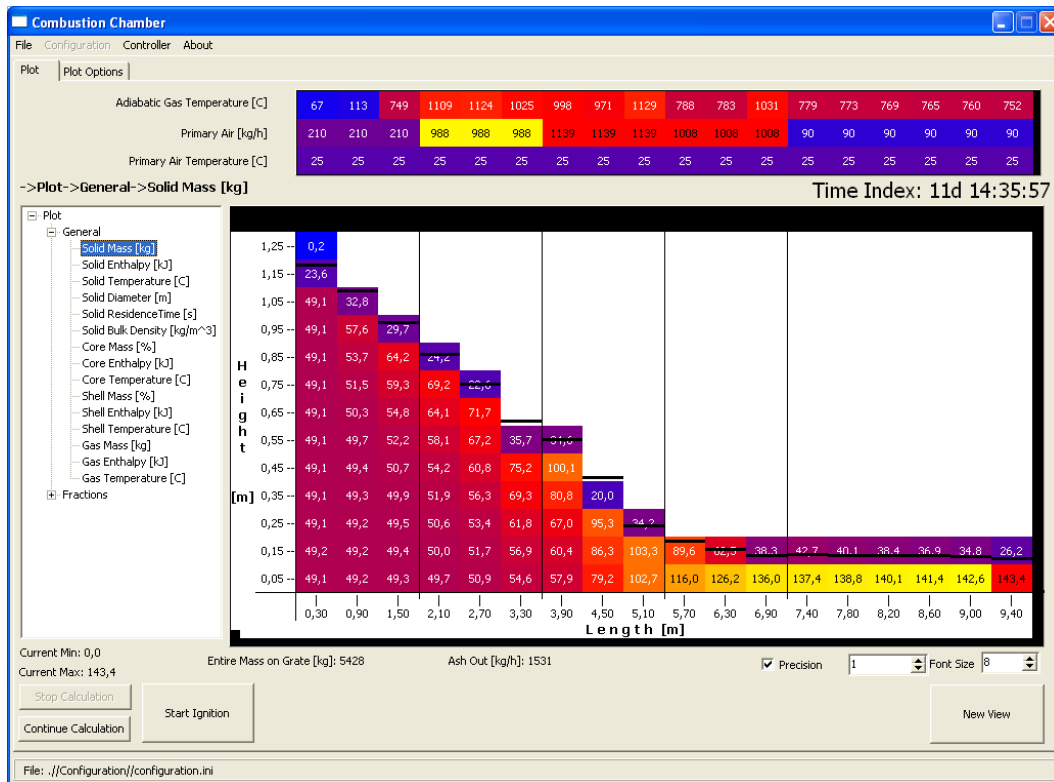 Combustion Chamber
File Configuration Controller About
Plot Plot Options
Adiabatic Gas Temperature [C] 67 113 749 1109 1124 1025 998 971 1129 788 783 1031 779 773 769 765 760 752
Primary Air [kg/h] 210 210 210 988 988 988 1139 1139 1139 1008 1008 1008 90 90 90 90 90 90
Primary Air Temperature [C] 25 25 25 25 25 25 25 25 25 25 25 25 25 25 25 25 25 25
->Plot->General->Solid Mass [kg]
Time Index: 11d 14:35:57
Plot
General
Solid Mass [kg]
Solid Enthalpy [kJ]
Solid Temperature [C]
Solid Diameter [m]
Solid ResidenceTime [s]
Solid Bulk Density [kg/m^3]
Core Mass [%]
Core Enthalpy [kJ]
Core Temperature [C]
Shell Mass [%]
Shell Enthalpy [kJ]
Shell Temperature [C]
Gas Mass [kg]
Gas Enthalpy [kJ]
Gas Temperature [C]
Fractions
Height [m]
1,25 -- 0,2
1,15 -- 23,6
1,05 -- 49,1 32,8
0,95 -- 49,1 57,6 29,7
0,85 -- 49,1 53,7 64,2 24,2
0,75 -- 49,1 51,5 59,3 69,2
0,65 -- 49,1 50,3 54,8 64,1 71,7
0,55 -- 49,1 49,7 52,2 58,1 67,2 35,7
0,45 -- 49,1 49,4 50,7 54,2 60,8 75,2 100,1
0,35 -- 49,1 49,3 49,9 51,9 56,3 69,3 80,8 20,0
0,25 -- 49,1 49,2 49,5 50,6 53,4 61,8 67,0 95,3 34,2
0,15 -- 49,2 49,2 49,4 50,0 51,7 56,9 60,4 86,3 103,3 89,6 38,3 42,7 40,1 38,4 36,9 34,8 26,2
0,05 -- 49,1 49,2 49,3 49,7 50,9 54,6 57,9 79,2 102,7 116,0 126,2 136,0 137,4 138,8 140,1 141,4 142,6 143,4
0,30 0,90 1,50 2,10 2,70 3,30 3,90 4,50 5,10 5,70 6,30 6,90 7,40 7,80 8,20 8,60 9,00 9,40
Length [m]
Current Min: 0,0
Current Max: 143,4
Entire Mass on Grate [kg]: 5428
Ash Out [kg/h]: 1531
Precision 1 Font Size 8
Stop Calculation
Continue Calculation
Start Ignition
New View
File: .//Configuration//configuration.ini